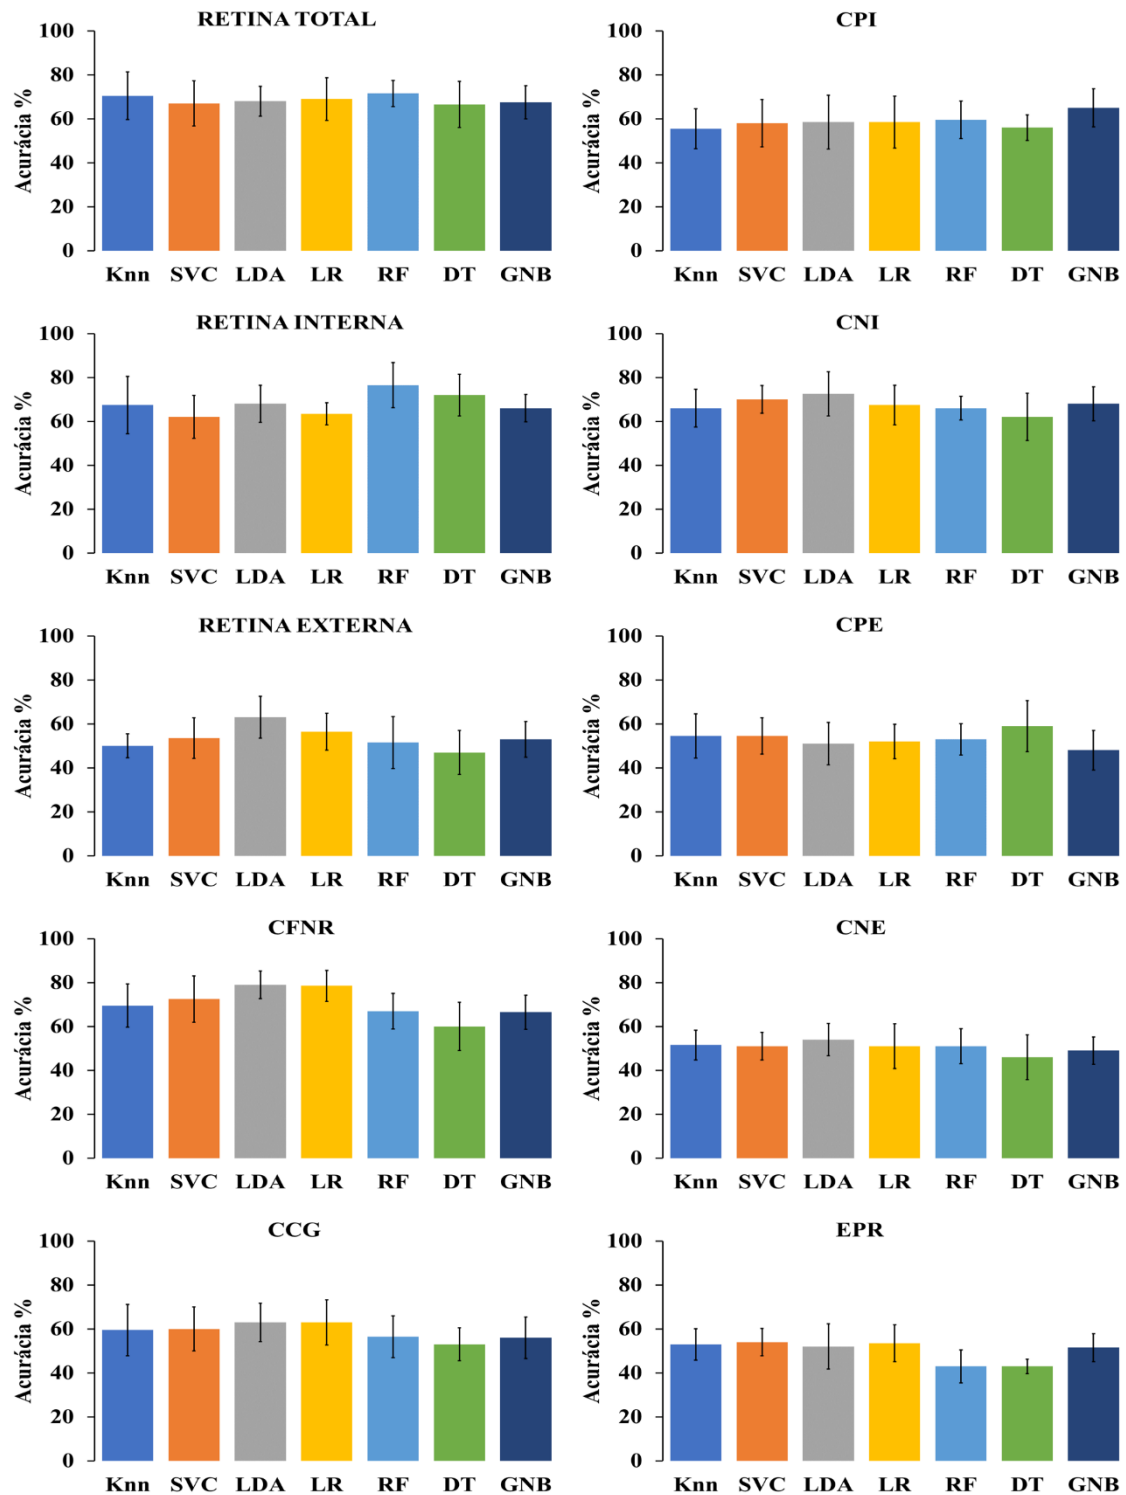 RETINA TOTAL
Acurácia %
100
80
60
40
20
0
Knn SVC LDA LR RF DT GNB
CPI
Acurácia %
100
80
60
40
20
0
Knn SVC LDA LR RF DT GNB
RETINA INTERNA
Acurácia %
100
80
60
40
20
0
Knn SVC LDA LR RF DT GNB
CNI
Acurácia %
100
80
60
40
20
0
Knn SVC LDA LR RF DT GNB
RETINA EXTERNA
Acurácia %
100
80
60
40
20
0
Knn SVC LDA LR RF DT GNB
CPE
Acurácia %
100
80
60
40
20
0
Knn SVC LDA LR RF DT GNB
CFNR
Acurácia %
100
80
60
40
20
0
Knn SVC LDA LR RF DT GNB
CNE
Acurácia %
100
80
60
40
20
0
Knn SVC LDA LR RF DT GNB
CCG
Acurácia %
100
80
60
40
20
0
Knn SVC LDA LR RF DT GNB
EPR
Acurácia %
100
80
60
40
20
0
Knn SVC LDA LR RF DT GNB